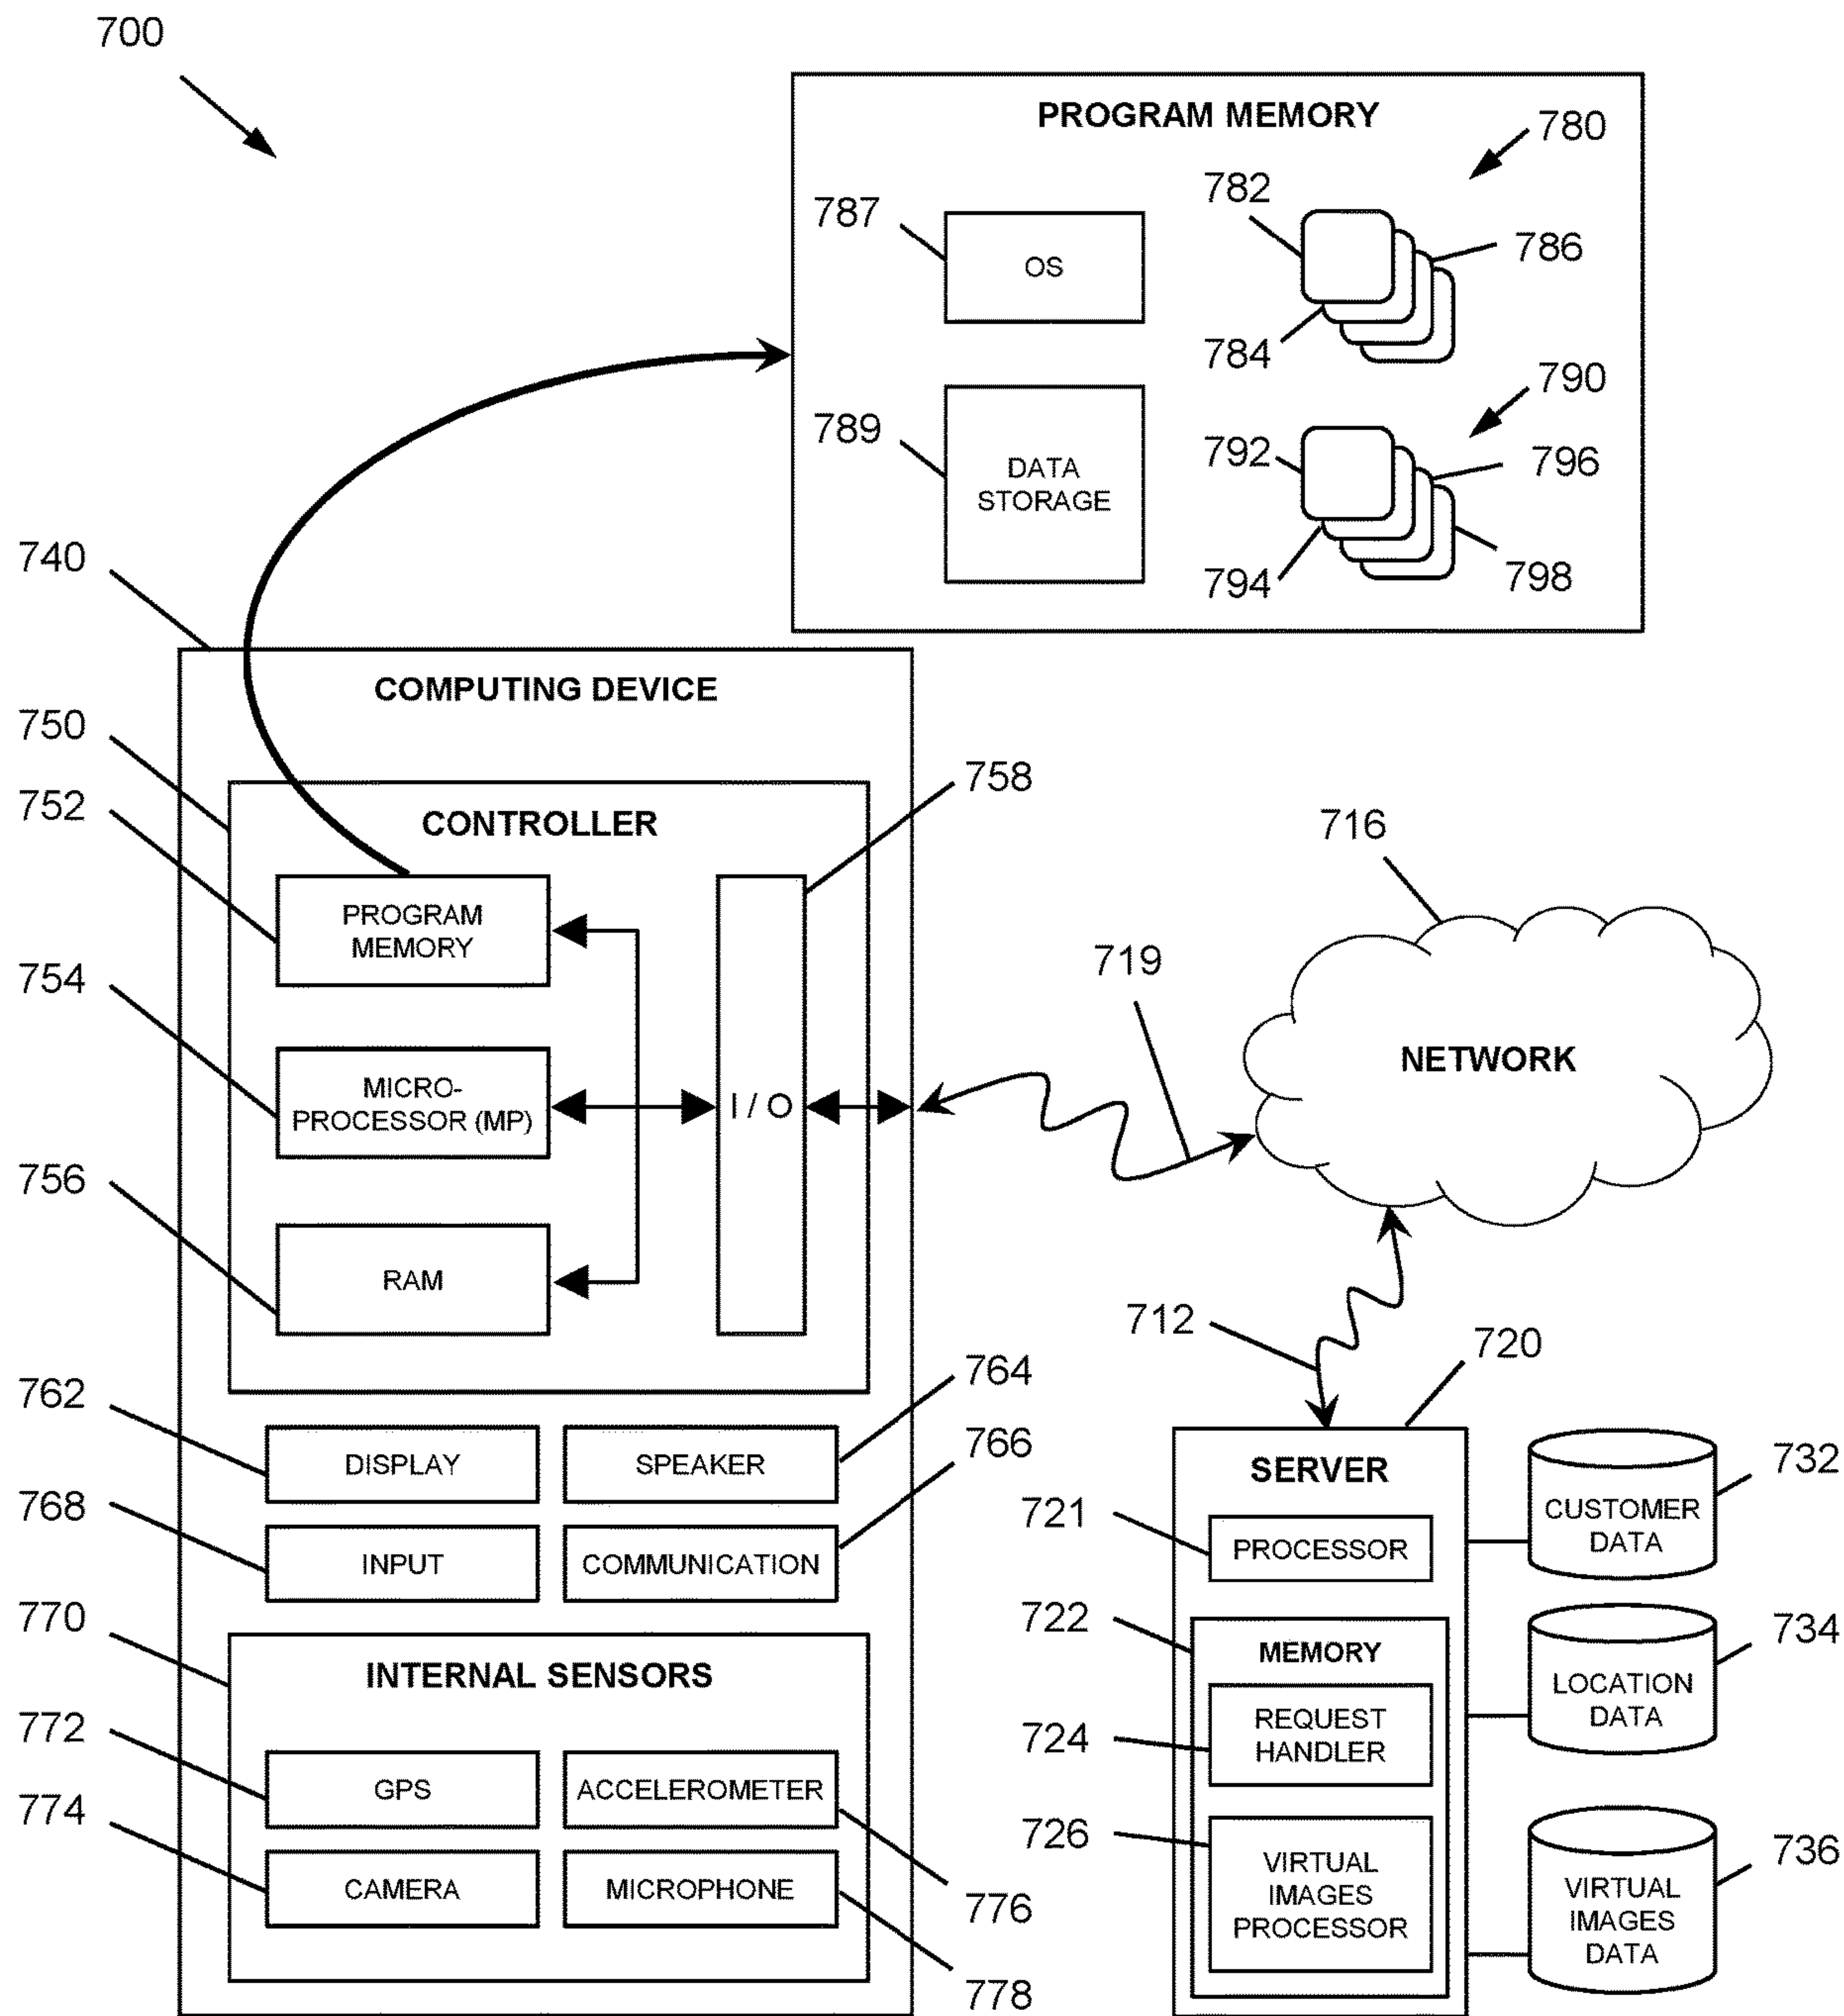 700
PROGRAM MEMORY
780
782
787
OS
786
784
790
789
DATA
STORAGE
792
796
794
798
740
COMPUTING DEVICE
750
758
752
CONTROLLER
PROGRAM
MEMORY
754
MICRO-
PROCESSOR (MP)
I / O
756
RAM
716
719
NETWORK
712
720
762
764
DISPLAY
SPEAKER
766
768
INPUT
COMMUNICATION
770
INTERNAL SENSORS
772
GPS
ACCELEROMETER
774
CAMERA
MICROPHONE
776
778
SERVER
721
PROCESSOR
722
MEMORY
724
REQUEST
HANDLER
726
VIRTUAL
IMAGES
PROCESSOR
732
CUSTOMER
DATA
734
LOCATION
DATA
736
VIRTUAL
IMAGES
DATA